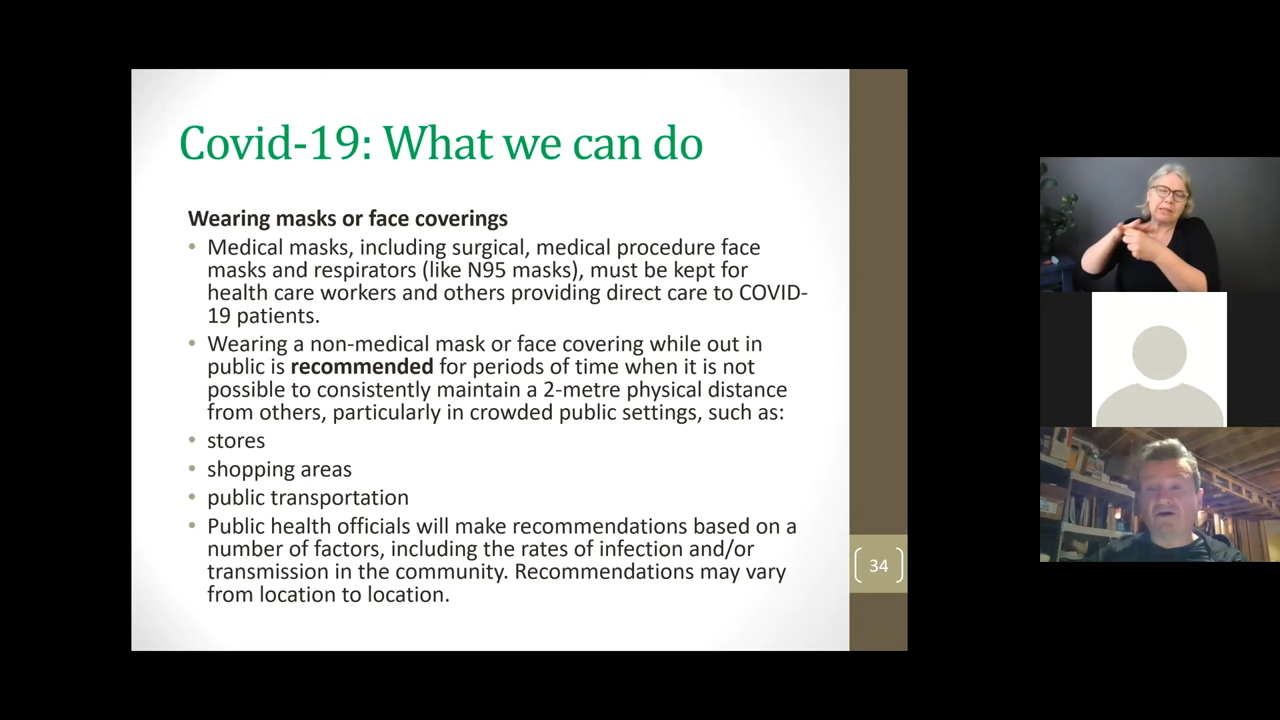 Covid-19: What we can do
Wearing masks or face coverings
• Medical masks, including surgical, medical procedure face
masks and respirators (like N95 masks), must be kept for
health care workers and others providing direct care to COVID-
19 patients.
• Wearing a non-medical mask or face covering while out in
public is recommended for periods of time when it is not
possible to consistently maintain a 2-metre physical distance
from others, particularly in crowded public settings, such as:
• stores
• shopping areas
• public transportation
• Public health officials will make recommendations based on a
number of factors, including the rates of infection and/or
transmission in the community. Recommendations may vary
from location to location.
34